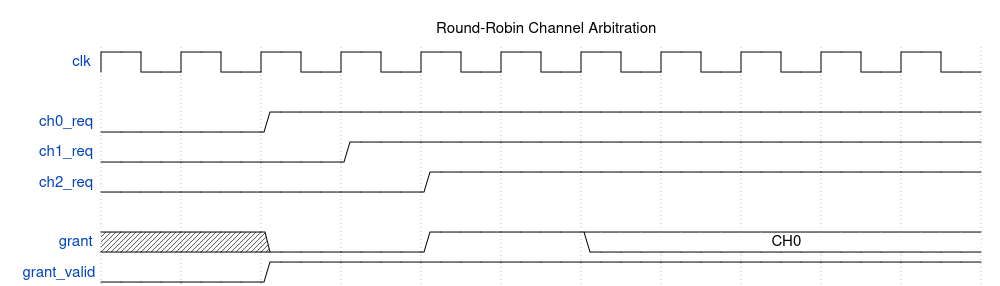 Round-Robin Channel Arbitration
clk
ch0_req
ch1_req
ch2_req
grant
CH0
grant_valid